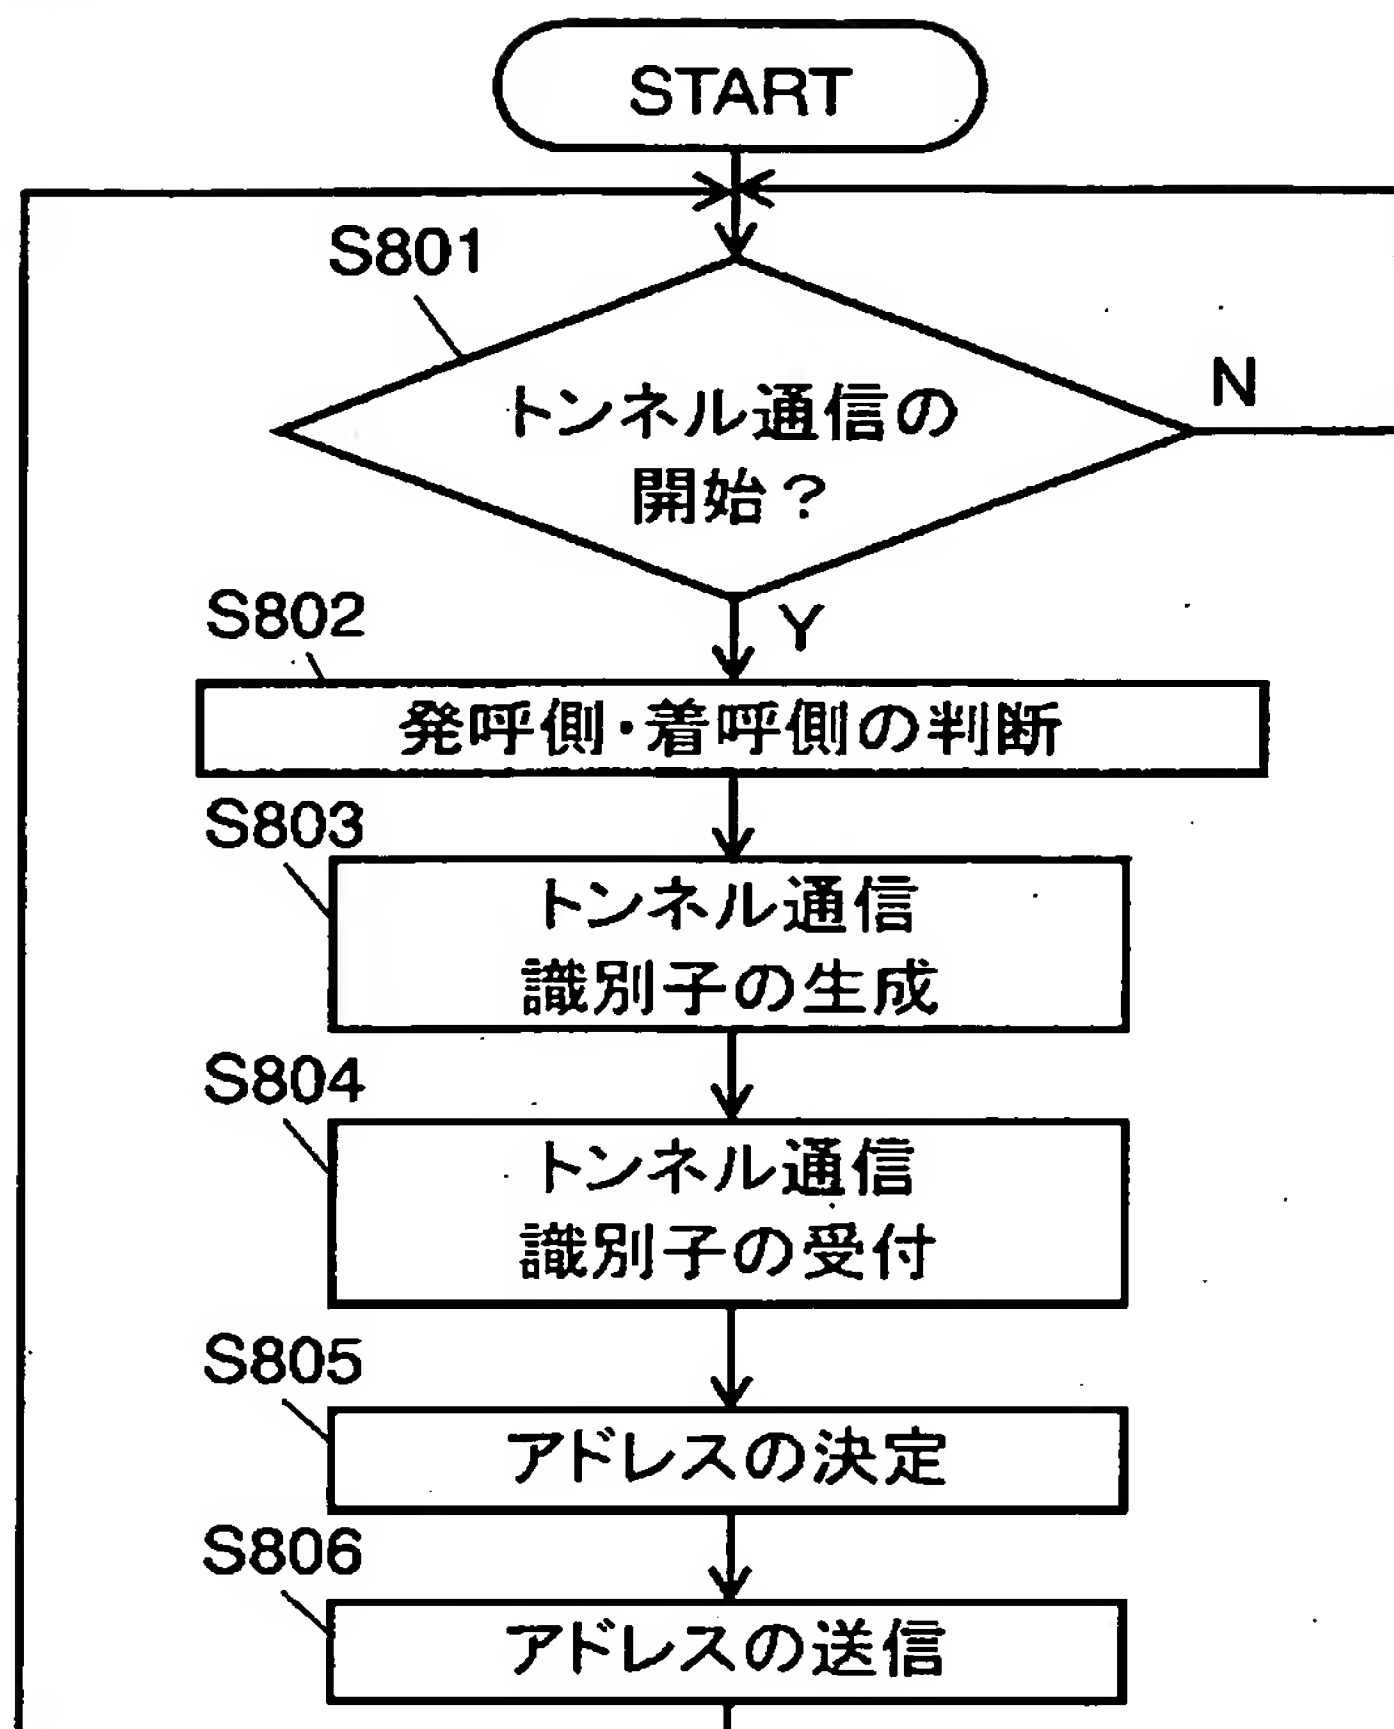 START
S801
トンネル通信の
開始？
N
Y
S802
発呼側・着呼側の判断
S803
トンネル通信
識別子の生成
S804
トンネル通信
識別子の受付
S805
アドレスの決定
S806
アドレスの送信